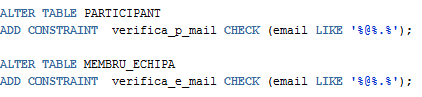 ALTER TABLE PARTICIPANT
ADD CONSTRAINT  verifica_p_mail CHECK (email LIKE '%@%.%');
ALTER TABLE MEMBRU_ECHIPA
ADD CONSTRAINT  verifica_e_mail CHECK (email LIKE '%@%.%');